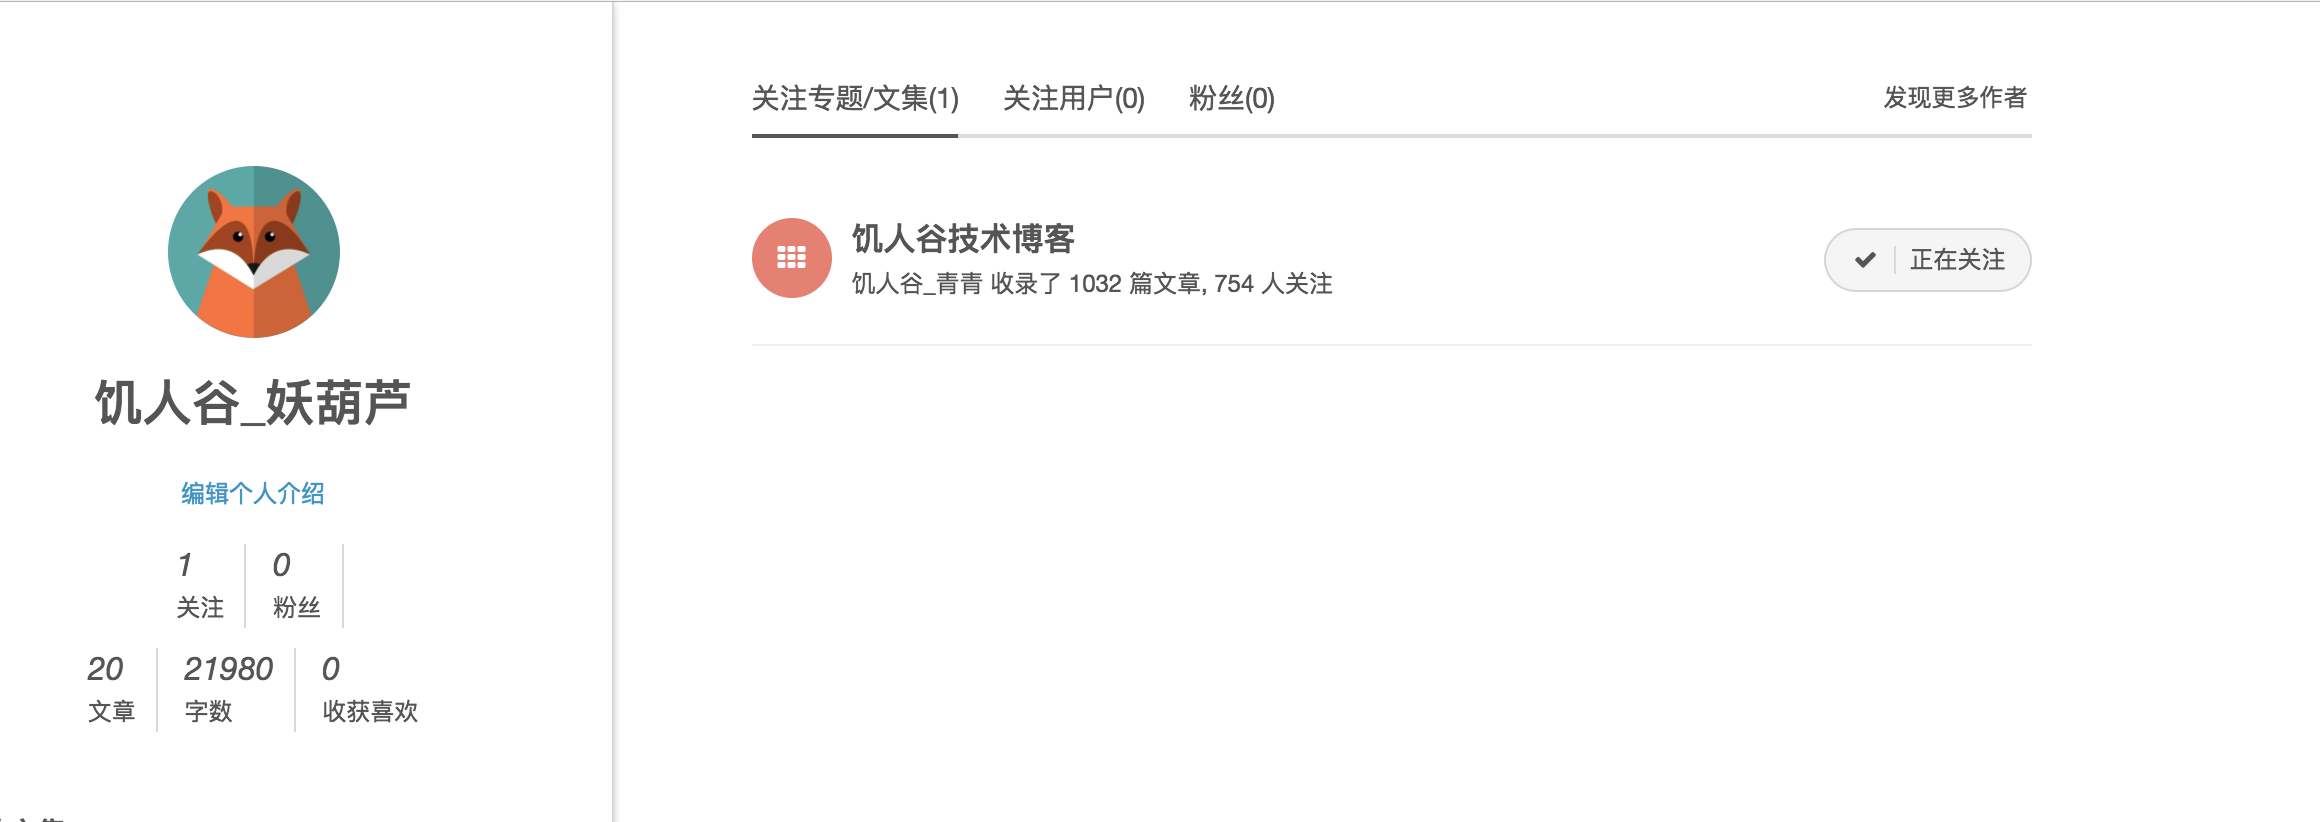 关注专题/文集(1) 关注用户(0) 粉丝(0) 发现更多作者
饥人谷技术博客
饥人谷_青青 收录了 1032 篇文章, 754 人关注
正在关注
饥人谷_妖葫芦
编辑个人介绍
1 0
关注 粉丝
20 21980 0
文章 字数 收获喜欢